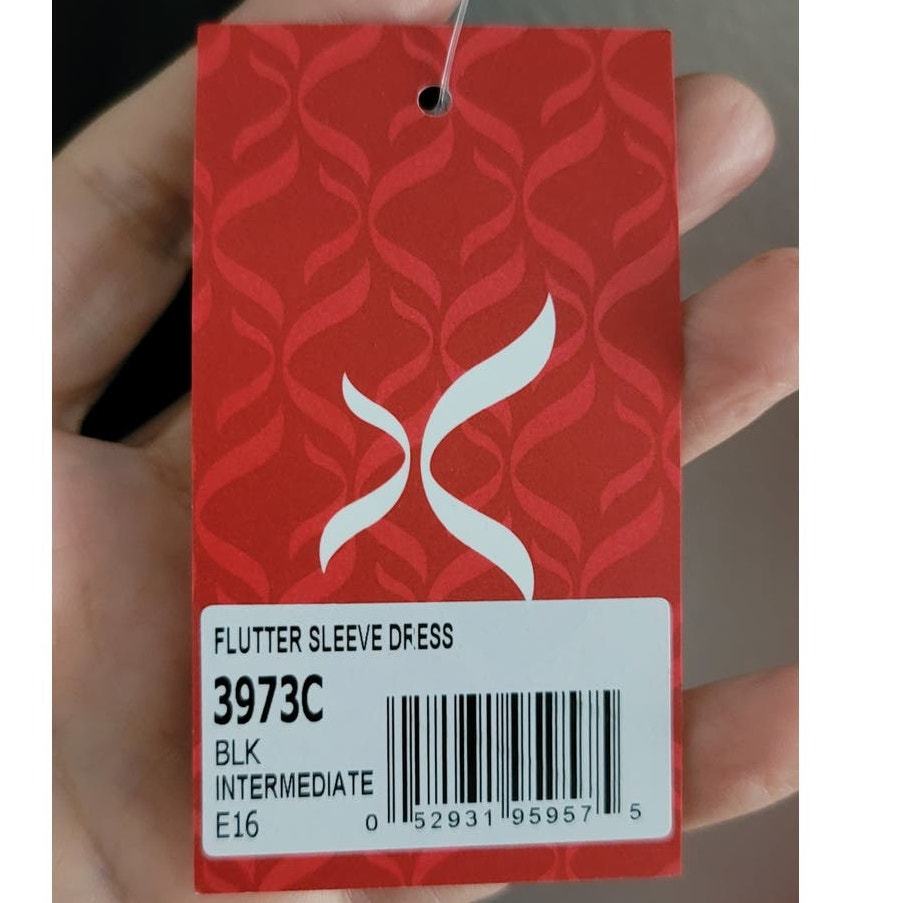 FLUTTER SLEEVE DRESS
3973C
BLK
INTERMEDIATE
E16
0 52931 95957 5